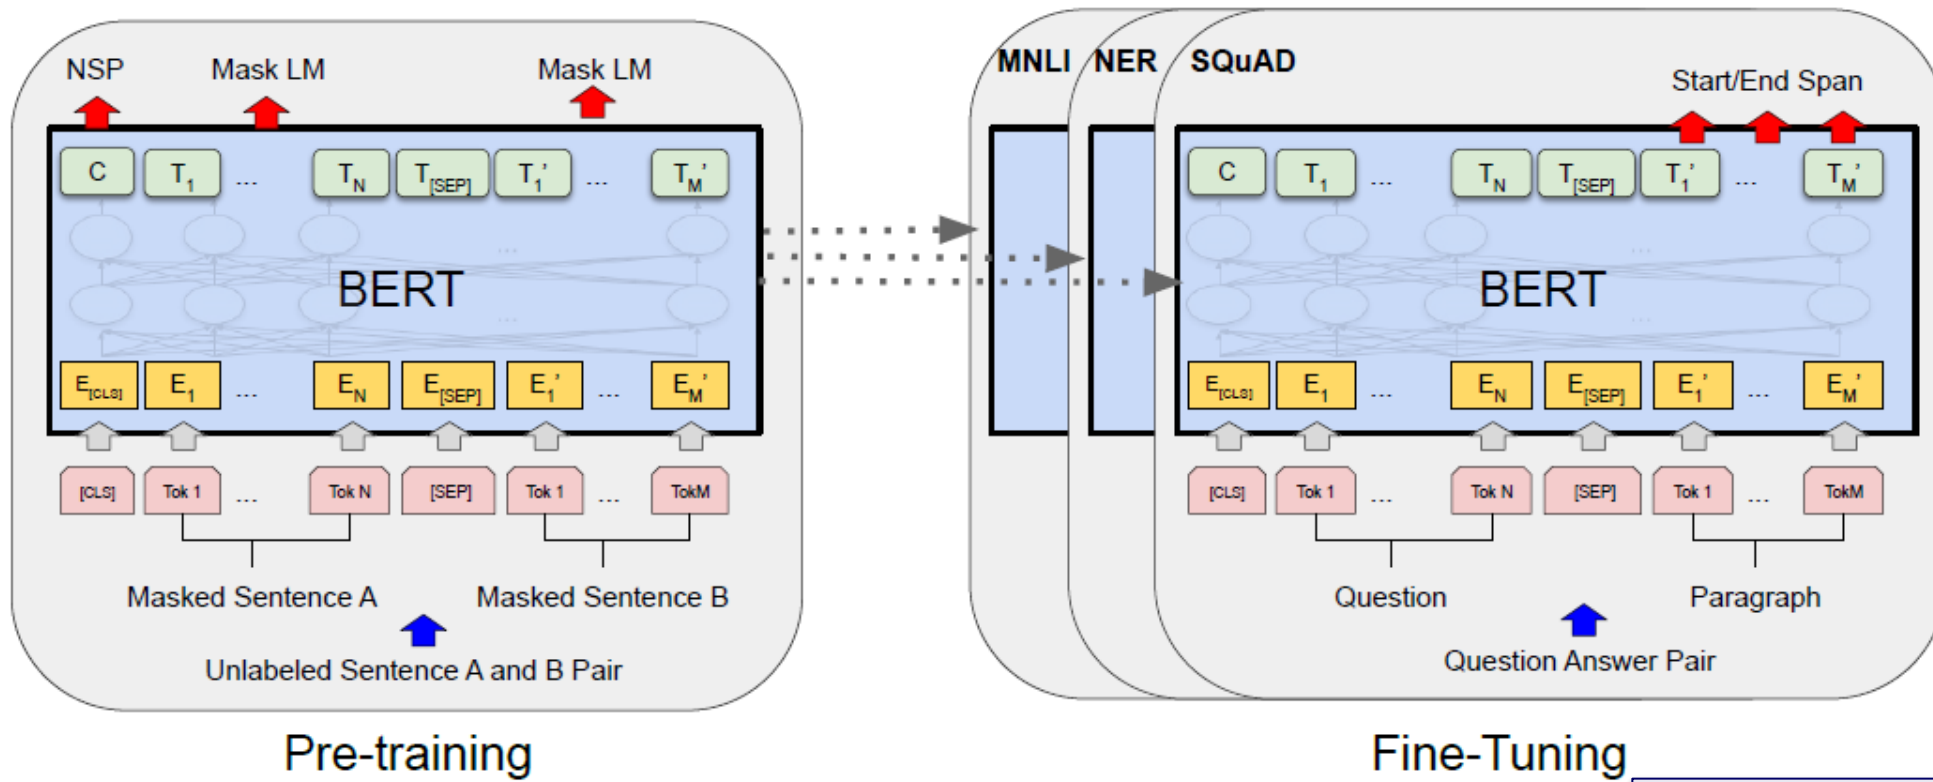 NSP Mask LM Mask LM
C T1 ... TN T[SEP] T1' ... TM'
...
BERT
...
E[CLS] E1 ... EN E[SEP] E1' ... EM'
[CLS] Tok 1 ... Tok N [SEP] Tok 1 ... TokM
Masked Sentence A Masked Sentence B
Unlabeled Sentence A and B Pair
Pre-training
MNLI NER SQuAD
Start/End Span
C T1 ... TN T[SEP] T1' ... TM'
...
BERT
...
E[CLS] E1 ... EN E[SEP] E1' ... EM'
[CLS] Tok 1 ... Tok N [SEP] Tok 1 ... TokM
Question Paragraph
Question Answer Pair
Fine-Tuning